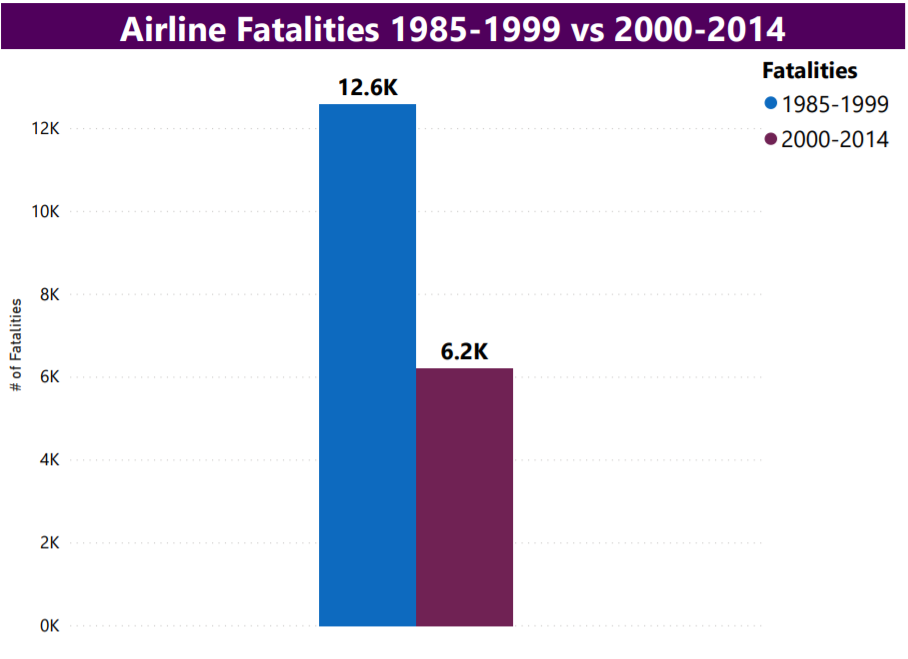 Airline Fatalities 1985-1999 vs 2000-2014
Fatalities
1985-1999
2000-2014
12.6K
6.2K
# of Fatalities
12K
10K
8K
6K
4K
2K
0K